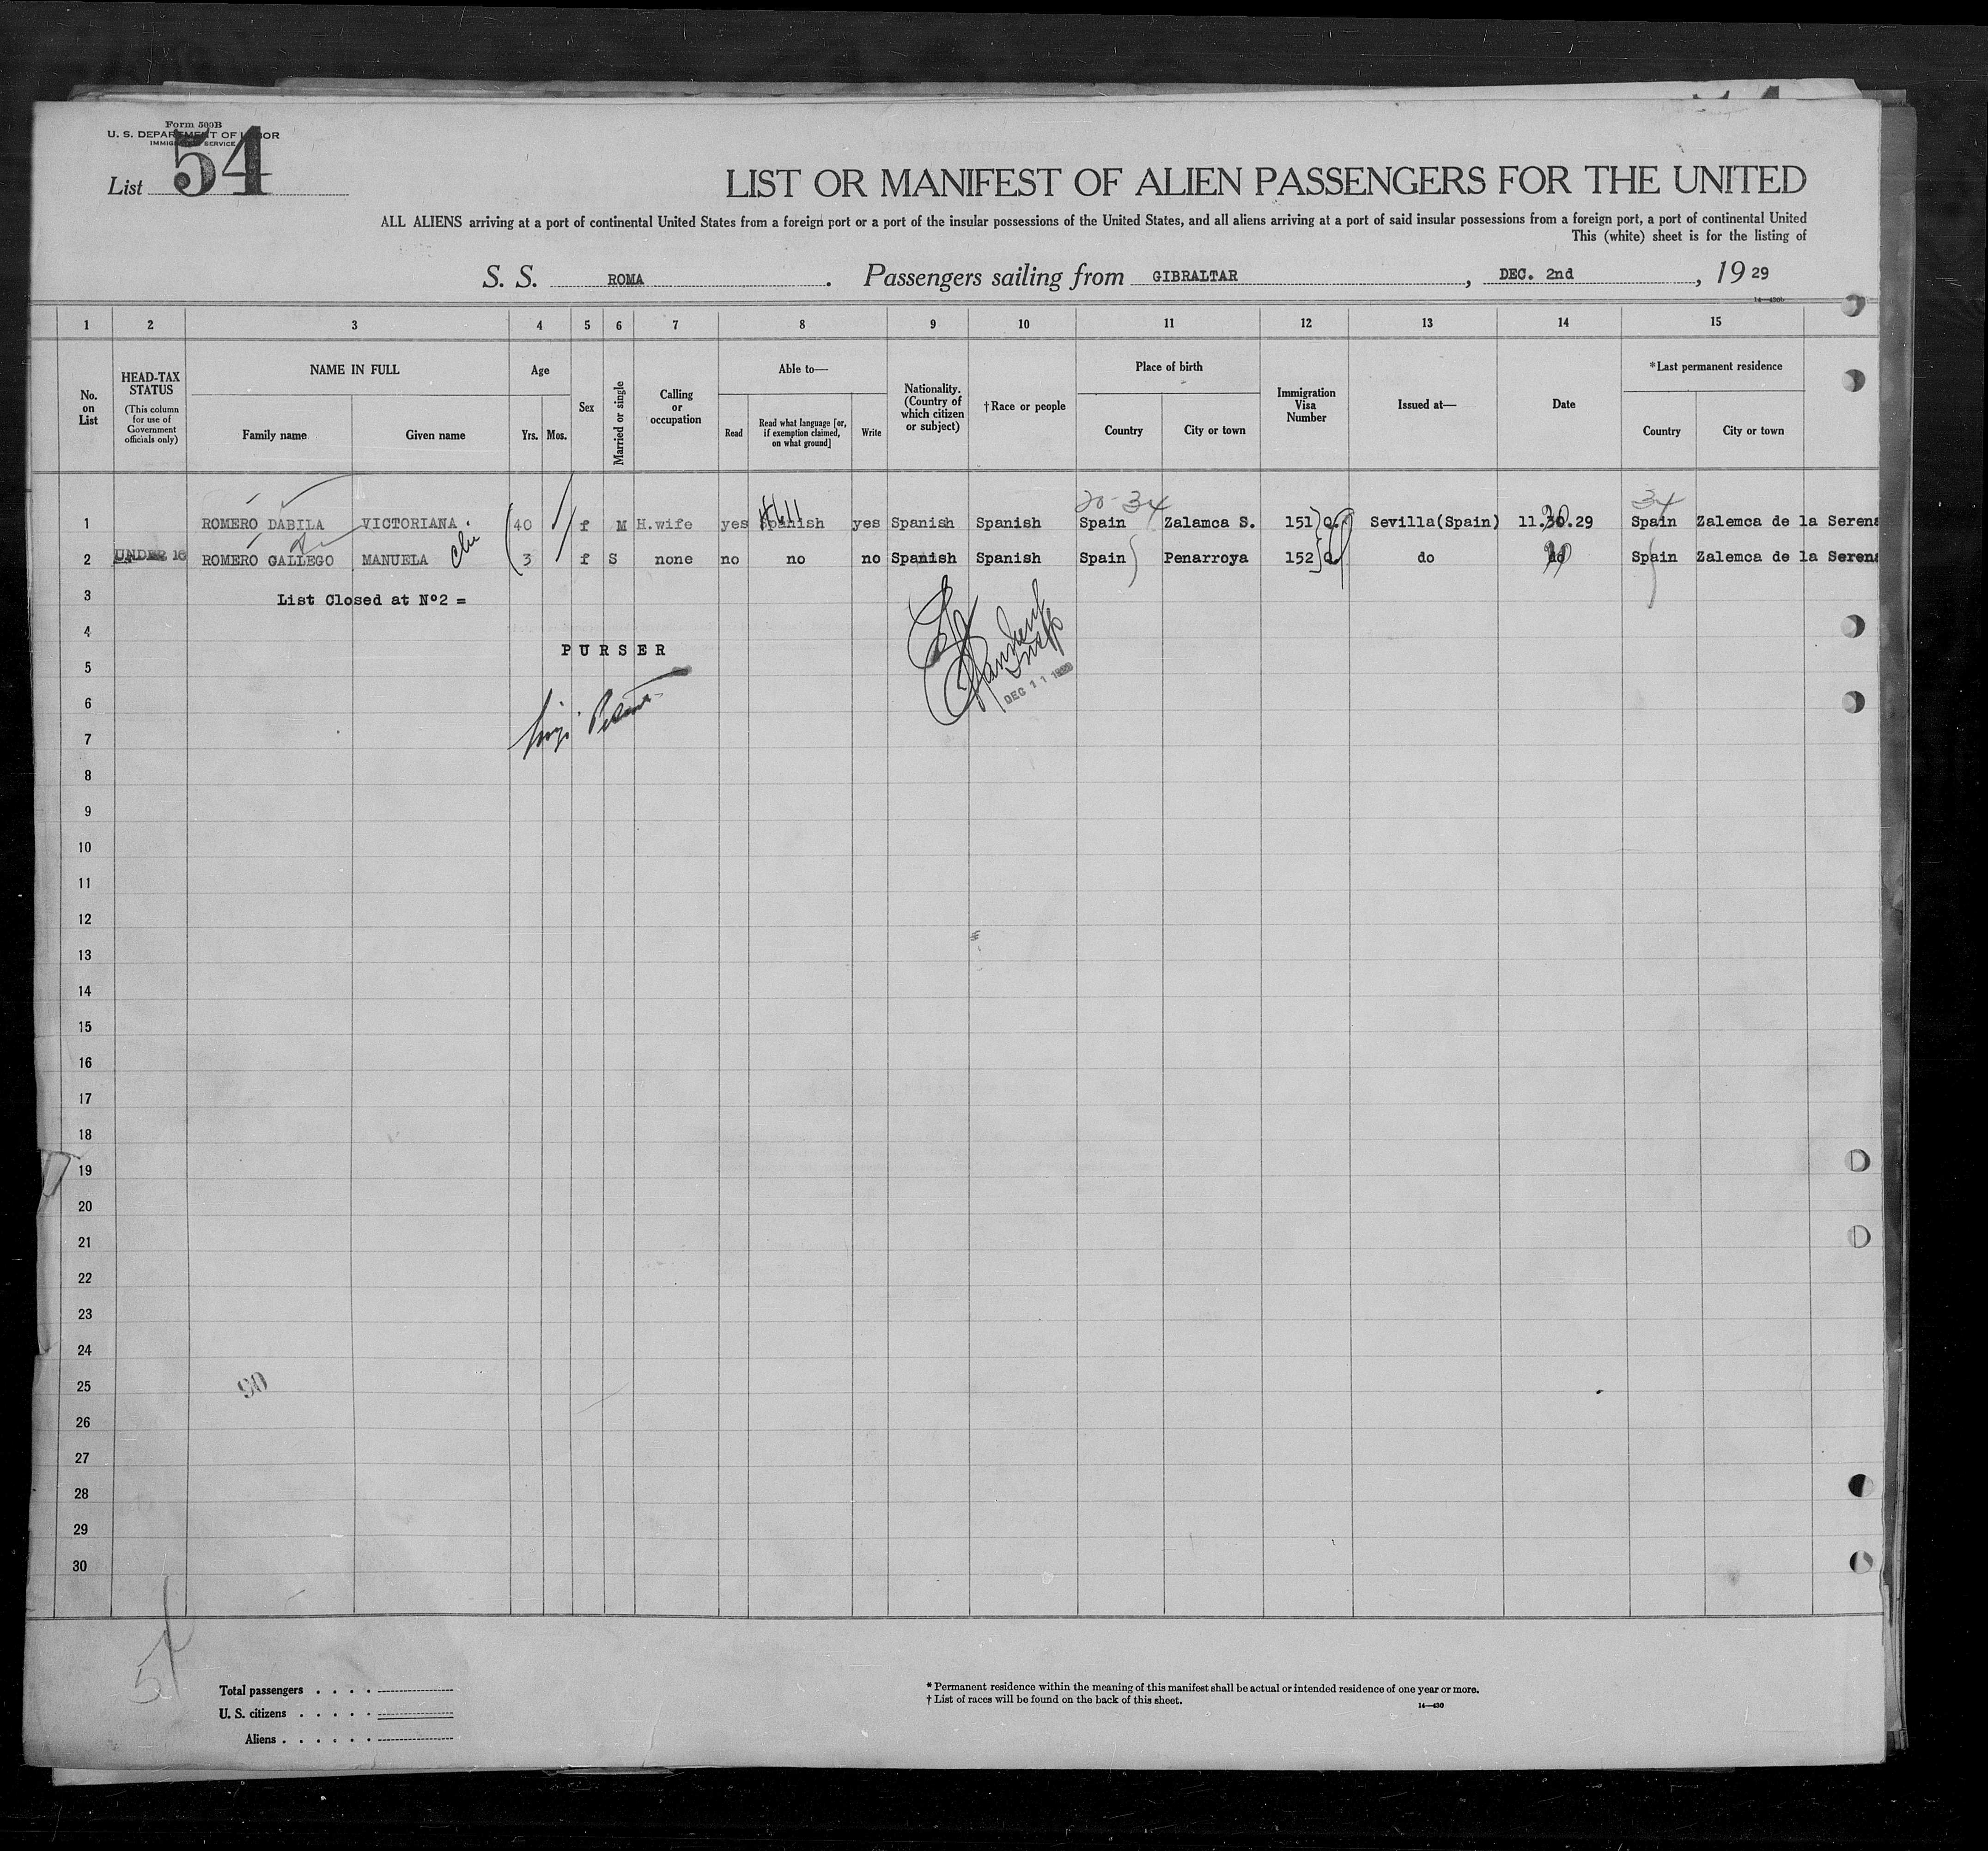 Form 500B
U. S. DEPARTMENT OF LABOR
IMMIGRATION SERVICE
List 54
LIST OR MANIFEST OF ALIEN PASSENGERS FOR THE UNITED
ALL ALIENS arriving at a port of continental United States from a foreign port or a port of the insular possessions of the United States, and all aliens arriving at a port of said insular possessions from a foreign port, a port of continental United
This (white) sheet is for the listing of
S. S. ROMA. Passengers sailing from GIBRALTAR, DEC. 2nd, 1929
1 2 3 4 5 6 7 8 9 10 11 12 13 14 15
No. on List
HEAD-TAX STATUS (This column for use of Government officials only)
NAME IN FULL
Family name Given name
Age
Yrs. Mos.
Sex
Married or single
Calling or occupation
Able to—
Read
Read what language [or, if exemption claimed, on what ground]
Write
Nationality. (Country of which citizen or subject)
†Race or people
Place of birth
Country City or town
Immigration Visa Number
Issued at—
Date
*Last permanent residence
Country City or town
20-34 34
1 ROMERO DABILA VICTORIANA. 40 f M H.wife yes Spanish yes Spanish Spanish Spain Zalamca S. 151 Q. Sevilla(Spain) 11.30.29 Spain Zalemca de la Serena
2 UNDER 16 ROMERO GALLEGO MANUELA 3 f S none no no no Spanish Spanish Spain Penarroya 152 Q do do Spain Zalemca de la Serena
3 List Closed at Nº2 =
4
PURSER
5
6
DEC 11 1929
7
8
9
10
11
12
13
14
15
16
17
18
19
20
21
22
23
24
25
90
26
27
28
29
30
Total passengers . . . .
U. S. citizens . . . . .
Aliens . . . . . .
* Permanent residence within the meaning of this manifest shall be actual or intended residence of one year or more.
† List of races will be found on the back of this sheet.
14—430